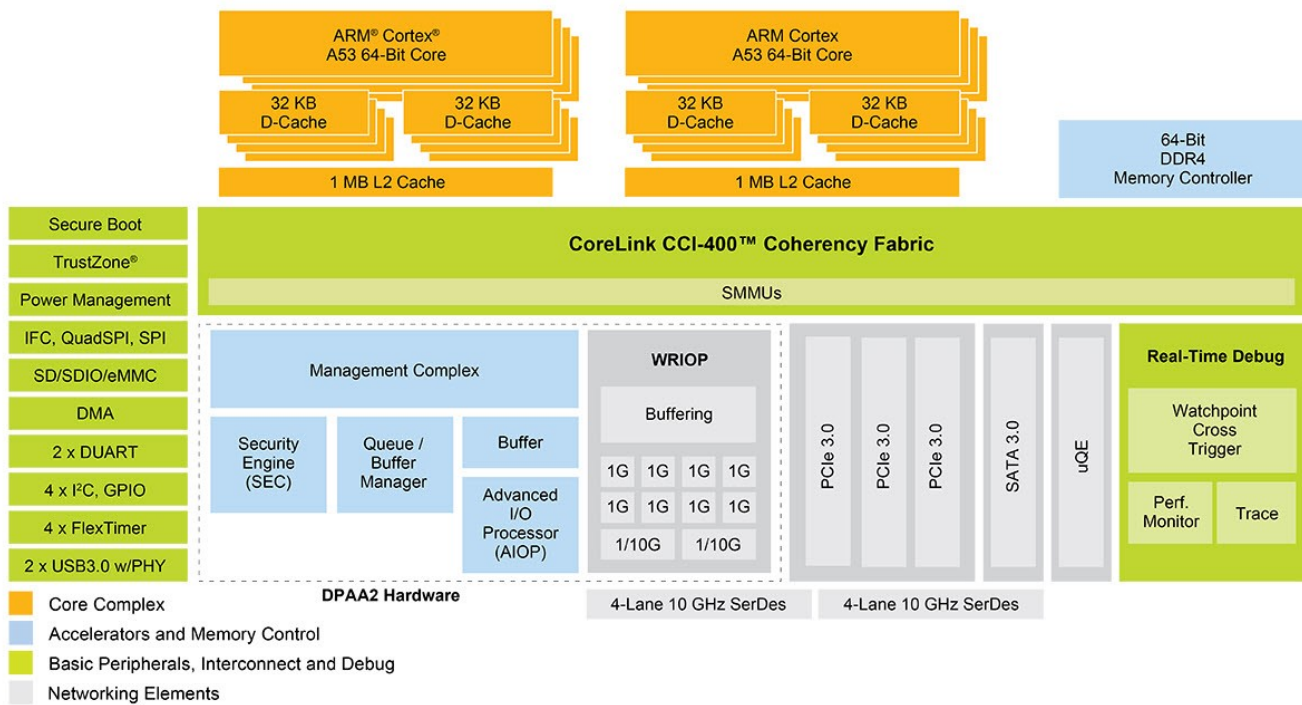 ARM® Cortex®
A53 64-Bit Core
ARM Cortex
A53 64-Bit Core
32 KB
D-Cache
32 KB
D-Cache
32 KB
D-Cache
32 KB
D-Cache
1 MB L2 Cache
1 MB L2 Cache
64-Bit
DDR4
Memory Controller
Secure Boot
TrustZone®
Power Management
IFC, QuadSPI, SPI
SD/SDIO/eMMC
DMA
2 x DUART
4 x I²C, GPIO
4 x FlexTimer
2 x USB3.0 w/PHY
CoreLink CCI-400™ Coherency Fabric
SMMUs
Management Complex
Security
Engine
(SEC)
Queue /
Buffer
Manager
Buffer
Advanced
I/O
Processor
(AIOP)
WRIOP
Buffering
1G 1G 1G 1G
1G 1G 1G 1G
1/10G 1/10G
PCIe 3.0
PCIe 3.0
PCIe 3.0
SATA 3.0
uQE
Real-Time Debug
Watchpoint
Cross
Trigger
Perf.
Monitor
Trace
DPAA2 Hardware
4-Lane 10 GHz SerDes
4-Lane 10 GHz SerDes
Core Complex
Accelerators and Memory Control
Basic Peripherals, Interconnect and Debug
Networking Elements